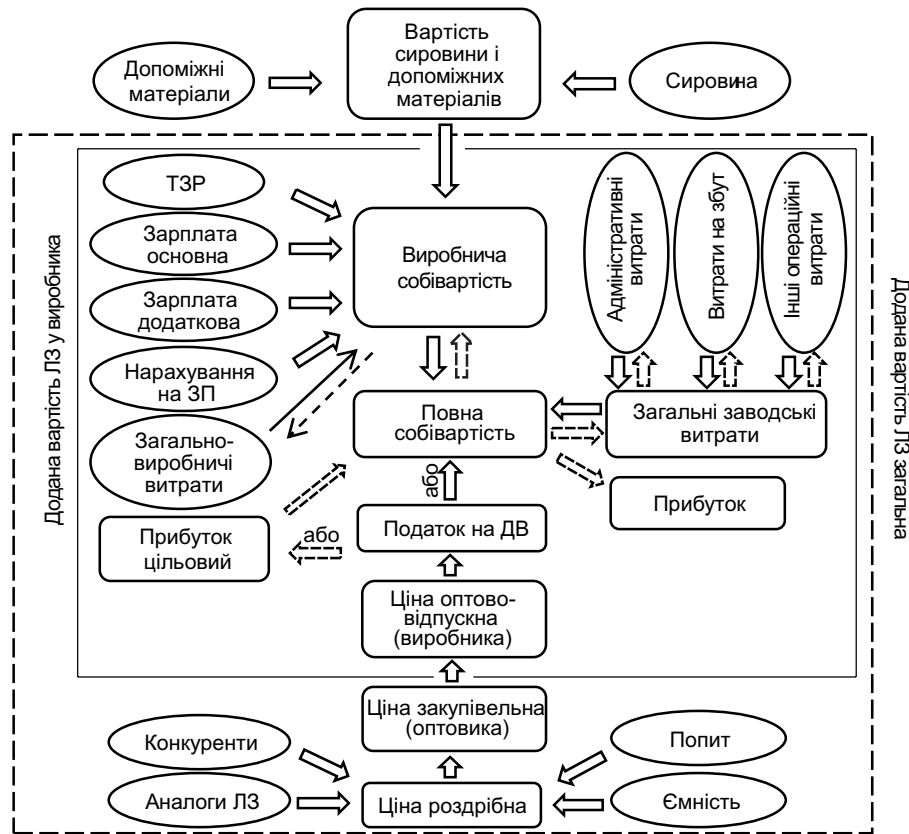 Вартість
сировини і
допоміжних
матеріалів
Допоміжні
матеріали
Сировина
ТЗР
Зарплата
основна
Зарплата
додаткова
Нарахування
на ЗП
Загально-
виробничі
витрати
Виробнича
собівартість
Адміністративні
витрати
Витрати на збут
Інші операційні
витрати
Додана вартість ЛЗ у виробника
Додана вартість ЛЗ загальна
Повна
собівартість
Загальні заводські
витрати
Прибуток
або
Прибуток
цільовий
або
Податок на ДВ
Ціна оптово-
відпускна
(виробника)
Ціна закупівельна
(оптовика)
Конкуренти
Попит
Аналоги ЛЗ
Ціна роздрібна
Ємність